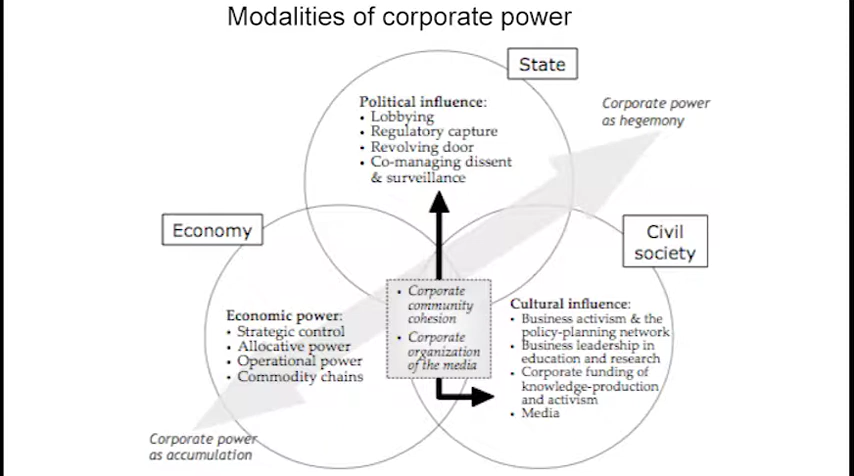 Modalities of corporate power
State
Political influence:
• Lobbying
• Regulatory capture
• Revolving door
• Co-managing dissent
& surveillance
Corporate power
as hegemony
Economy
Civil
society
Economic power:
• Strategic control
• Allocative power
• Operational power
• Commodity chains
• Corporate
community
cohesion
• Corporate
organization
of the media
Cultural influence:
• Business activism & the
policy-planning network
• Business leadership in
education and research
• Corporate funding of
knowledge-production
and activism
• Media
Corporate power
as accumulation